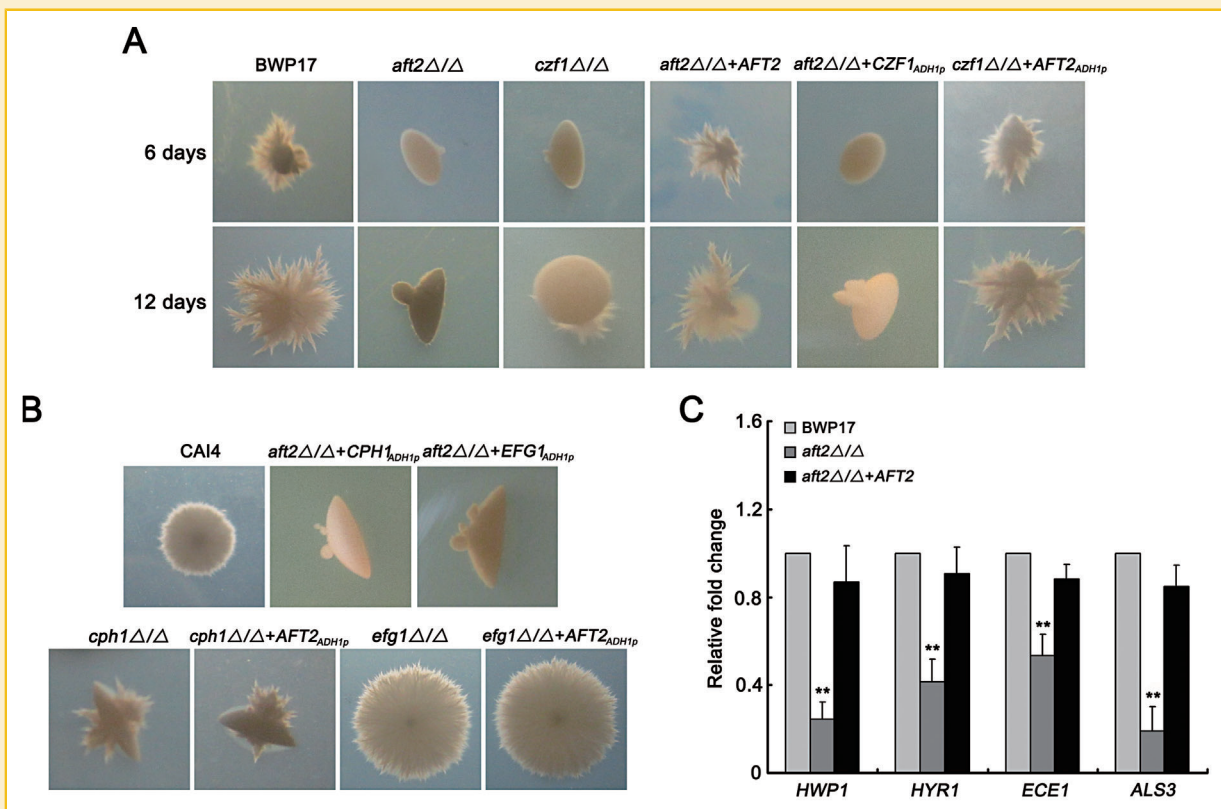 A
BWP17 aft2△/△ czf1△/△ aft2△/△+AFT2 aft2△/△+CZF1ADH1p czf1△/△+AFT2ADH1p
6 days
12 days
B
CAI4 aft2△/△+CPH1ADH1p aft2△/△+EFG1ADH1p
cph1△/△ cph1△/△+AFT2ADH1p efg1△/△ efg1△/△+AFT2ADH1p
C
Relative fold change
1.6
1.2
0.8
0.4
0
BWP17
aft2△/△
aft2△/△+AFT2
** ** ** **
HWP1 HYR1 ECE1 ALS3